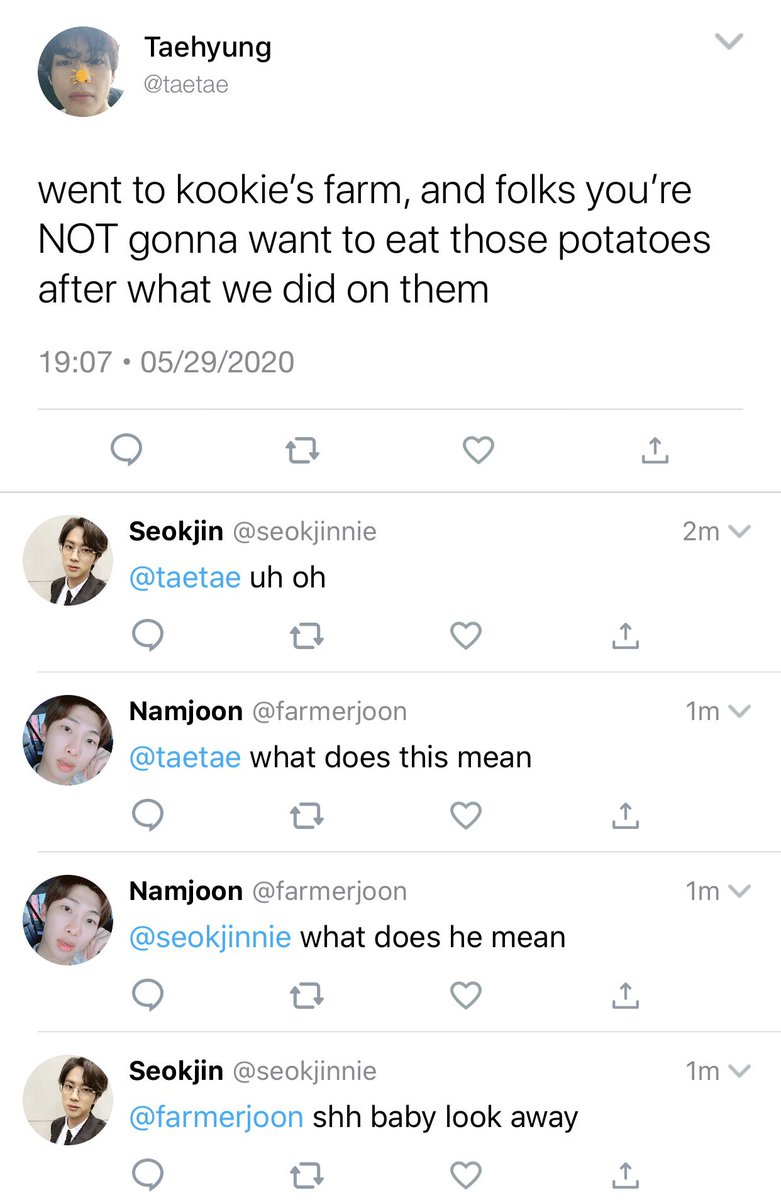 Taehyung
@taetae
went to kookie’s farm, and folks you’re
NOT gonna want to eat those potatoes
after what we did on them
19:07 • 05/29/2020
Seokjin @seokjinnie 2m
@taetae uh oh
Namjoon @farmerjoon 1m
@taetae what does this mean
Namjoon @farmerjoon 1m
@seokjinnie what does he mean
Seokjin @seokjinnie 1m
@farmerjoon shh baby look away